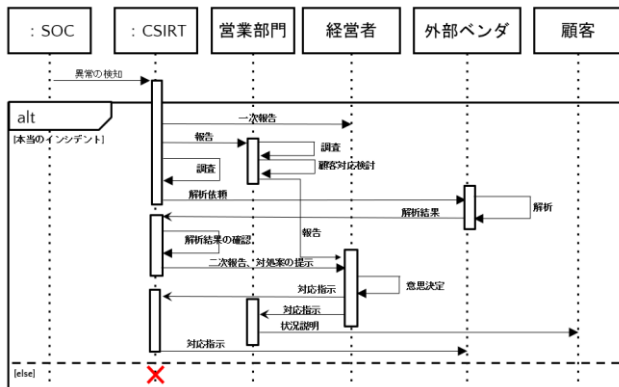 ：SOC
：CSIRT
営業部門
経営者
外部ベンダ
顧客
異常の検知
alt
[本当のインシデント]
一次報告
報告
調査
調査
顧客対応検討
解析依頼
解析
解析結果
報告
解析結果の確認
二次報告、対処案の提示
意思決定
対応指示
対応指示
状況説明
対応指示
[else]